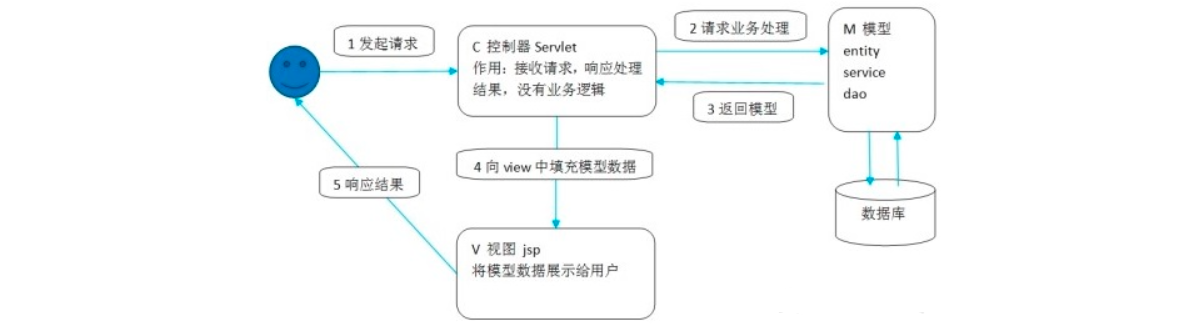 1 发起请求
C 控制器 Servlet
作用：接收请求，响应处理
结果，没有业务逻辑
2 请求业务处理
M 模型
entity
service
dao
3 返回模型
4 向 view 中填充模型数据
5 响应结果
数据库
V 视图 jsp
将模型数据展示给用户